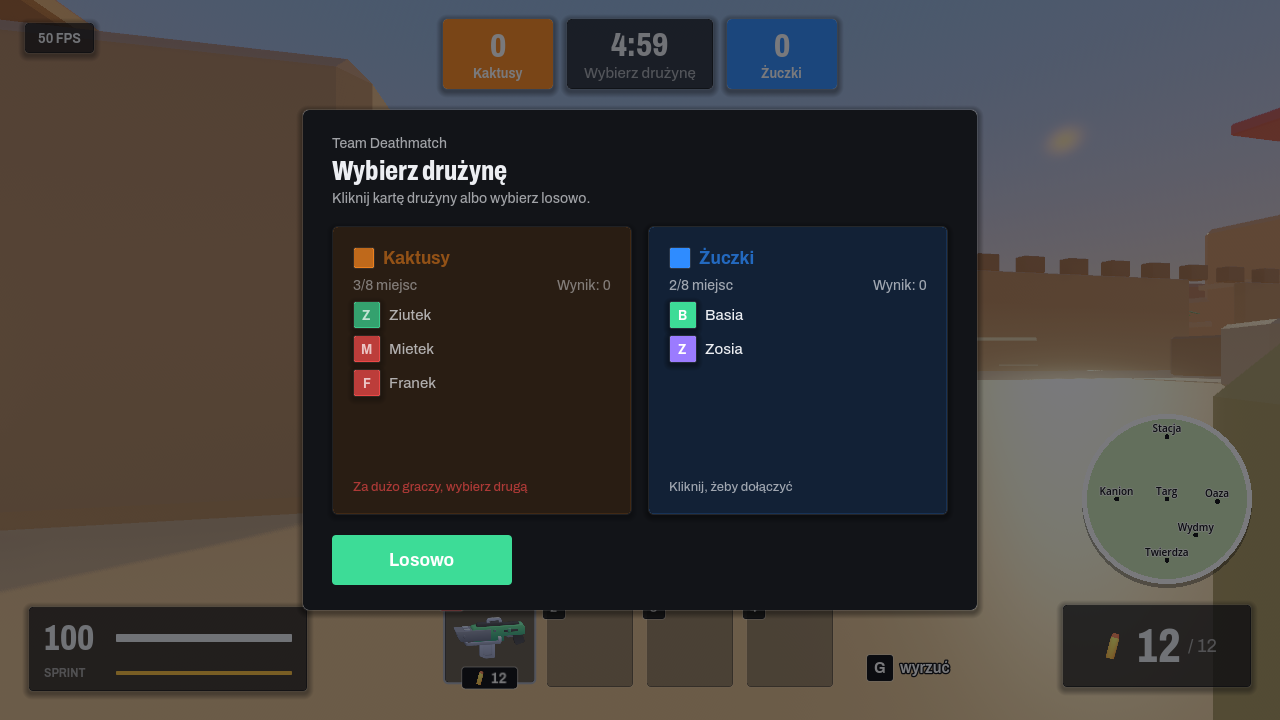 50 FPS
0
Kaktusy
4:59
Wybierz drużynę
0
Żuczki
Team Deathmatch
Wybierz drużynę
Kliknij kartę drużyny albo wybierz losowo.
Kaktusy
3/8 miejsc
Wynik: 0
Z
Ziutek
M
Mietek
F
Franek
Za dużo graczy, wybierz drugą
Żuczki
2/8 miejsc
Wynik: 0
B
Basia
Z
Zosia
Kliknij, żeby dołączyć
Losowo
Stacja
Kanion
Targ
Oaza
Wydmy
Twierdza
100
SPRINT
12
G
wyrzuć
12 / 12